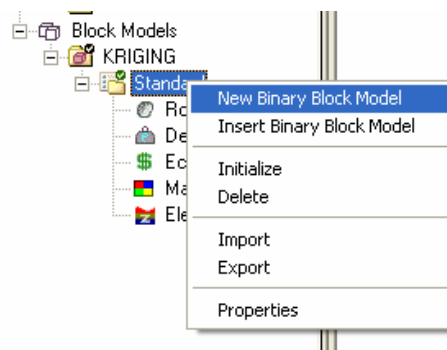 Block Models
KRIGING
Standa
New Binary Block Model
Ro
Insert Binary Block Model
De
Ec
Initialize
Ma
Delete
Ele
Import
Export
Properties